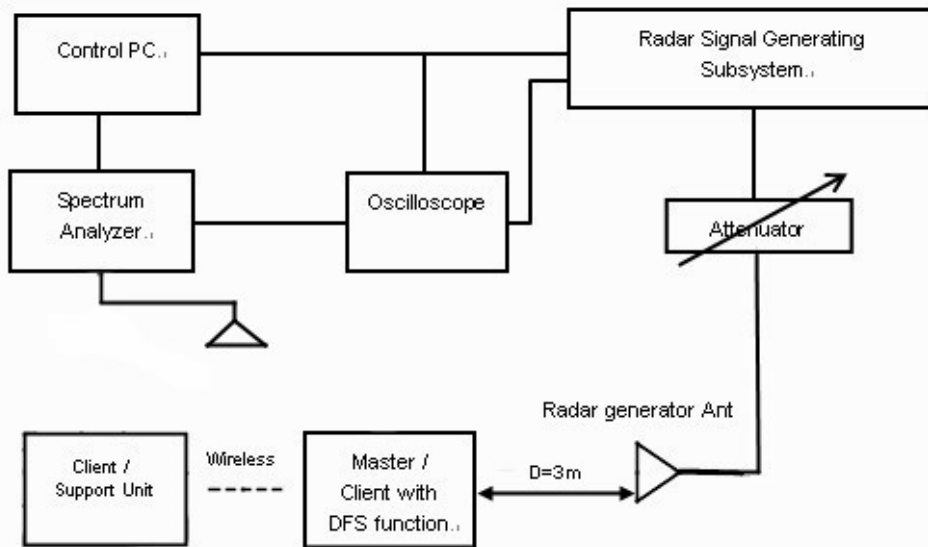 Control PC.
Radar Signal Generating
Subsystem.
Spectrum
Analyzer.
Oscilloscope
Attenuator
Radar generator Ant
Client /
Support Unit
Wireless
Master /
Client with
DFS function.
D=3m